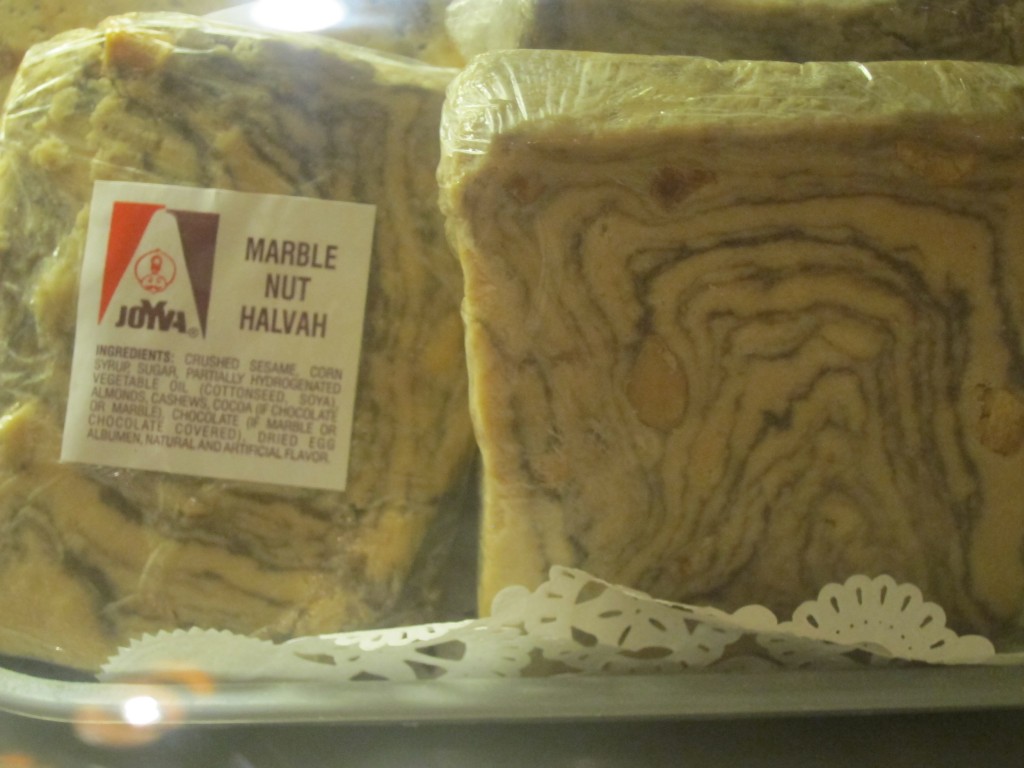 JOYVA®
MARBLE
NUT
HALVAH
INGREDIENTS: CRUSHED SESAME, CORN
SYRUP, SUGAR, PARTIALLY HYDROGENATED
VEGETABLE OIL (COTTONSEED, SOYA),
ALMONDS, CASHEWS, COCOA (IF CHOCOLATE
OR MARBLE), CHOCOLATE (IF MARBLE OR
CHOCOLATE COVERED), DRIED EGG
ALBUMEN, NATURAL AND ARTIFICIAL FLAVOR.